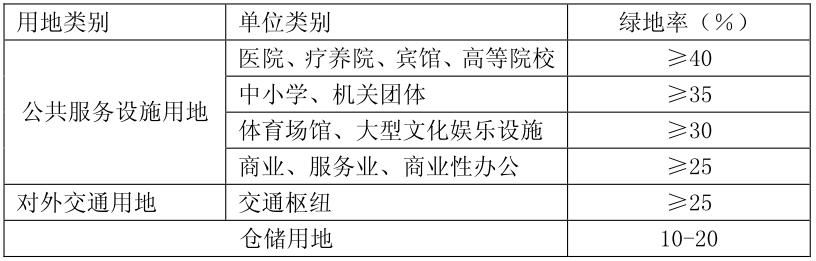 用地类别 单位类别 绿地率（%）
医院、疗养院、宾馆、高等院校 ≥40
中小学、机关团体 ≥35
公共服务设施用地
体育场馆、大型文化娱乐设施 ≥30
商业、服务业、商业性办公 ≥25
对外交通用地 交通枢纽 ≥25
仓储用地 10-20